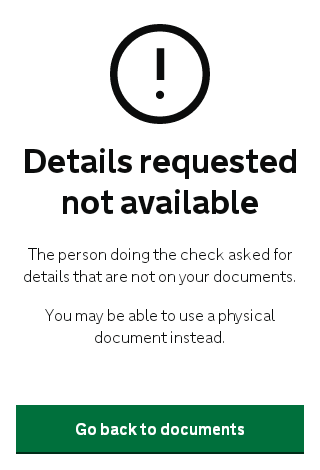 Details requested
not available
The person doing the check asked for
details that are not on your documents.
You may be able to use a physical
document instead.
Go back to documents